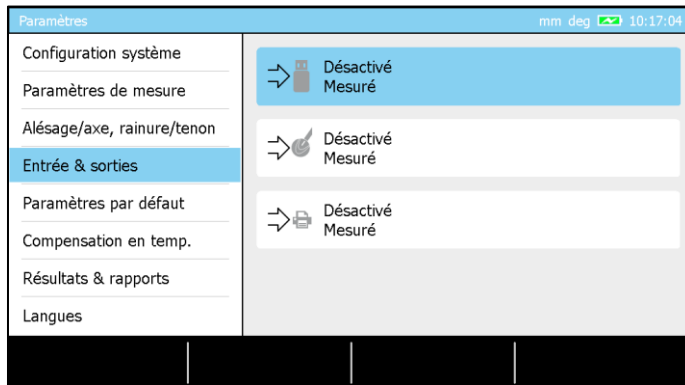 Paramètres
mm deg 10:17:04
Configuration système
Paramètres de mesure
Alésage/axe, rainure/tenon
Entrée & sorties
Paramètres par défaut
Compensation en temp.
Résultats & rapports
Langues
Désactivé
Mesuré
Désactivé
Mesuré
Désactivé
Mesuré